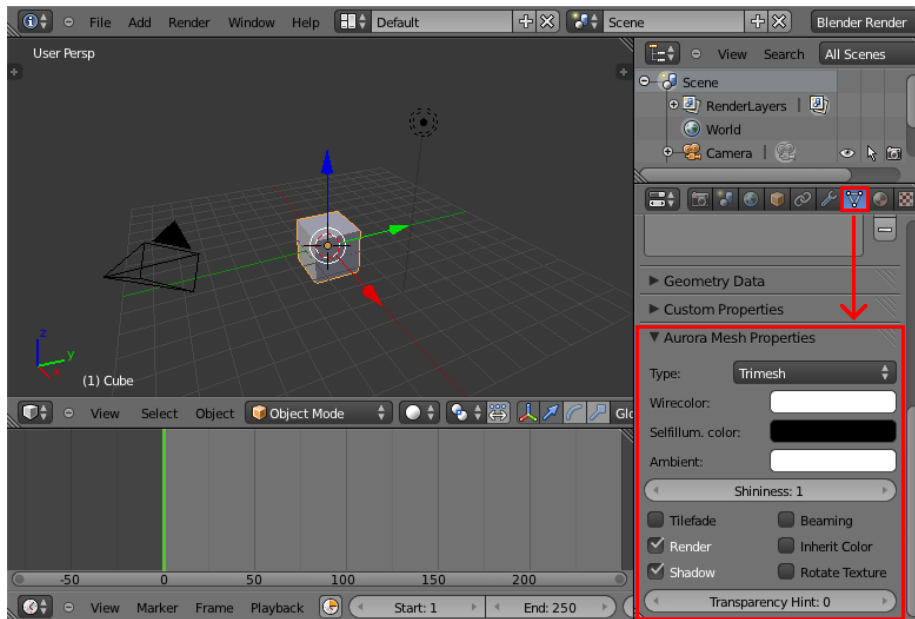 File Add Render Window Help Default Scene Blender Render
User Persp
View Search All Scenes
Scene
RenderLayers
World
Camera
Geometry Data
Custom Properties
Aurora Mesh Properties
Type: Trimesh
Wirecolor:
Selfillum. color:
Ambient:
Shininess: 1
Tilefade Beaming
Render Inherit Color
Shadow Rotate Texture
Transparency Hint: 0
z
y
x
(1) Cube
View Select Object Object Mode Glo
-50 0 50 100 150 200
View Marker Frame Playback Start: 1 End: 250